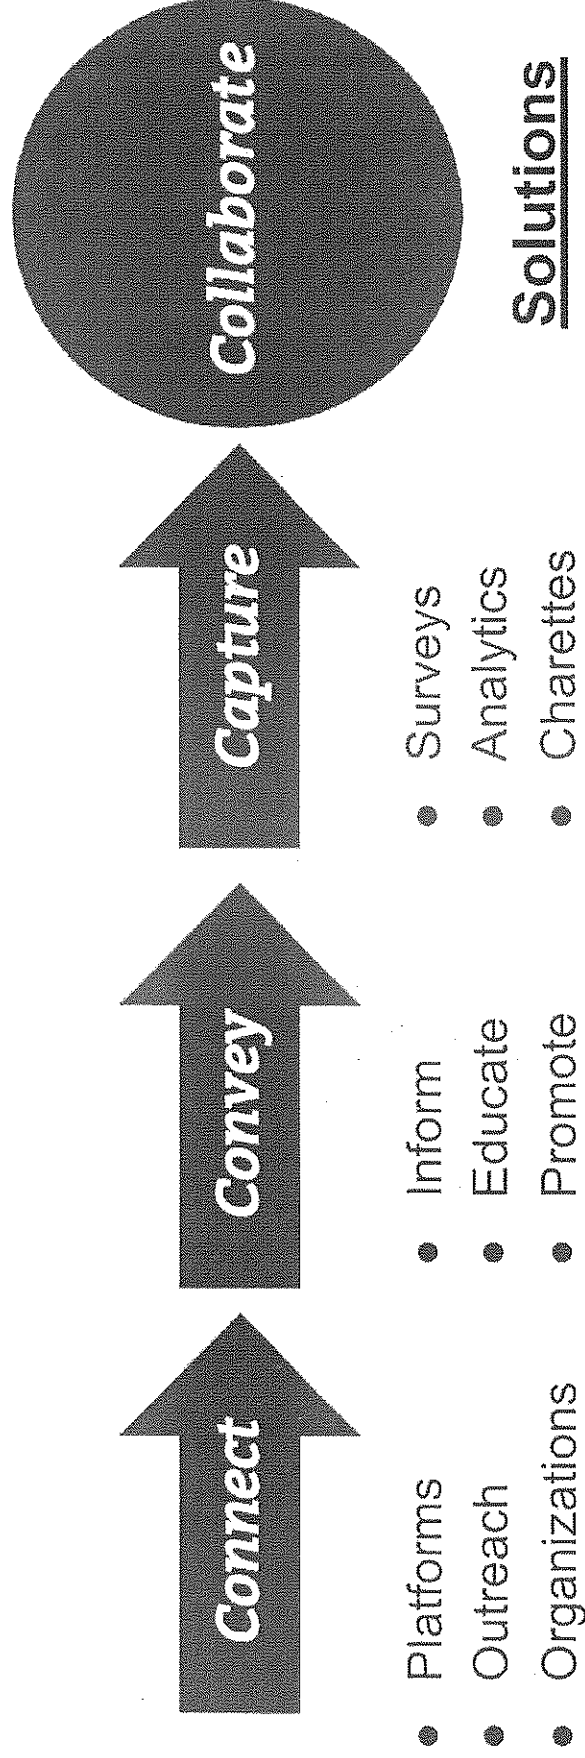 Connect
Platforms
Outreach
Organizations
Convey
Inform
Educate
Promote
Capture
Surveys
Analytics
Charettes
Collaborate
Solutions